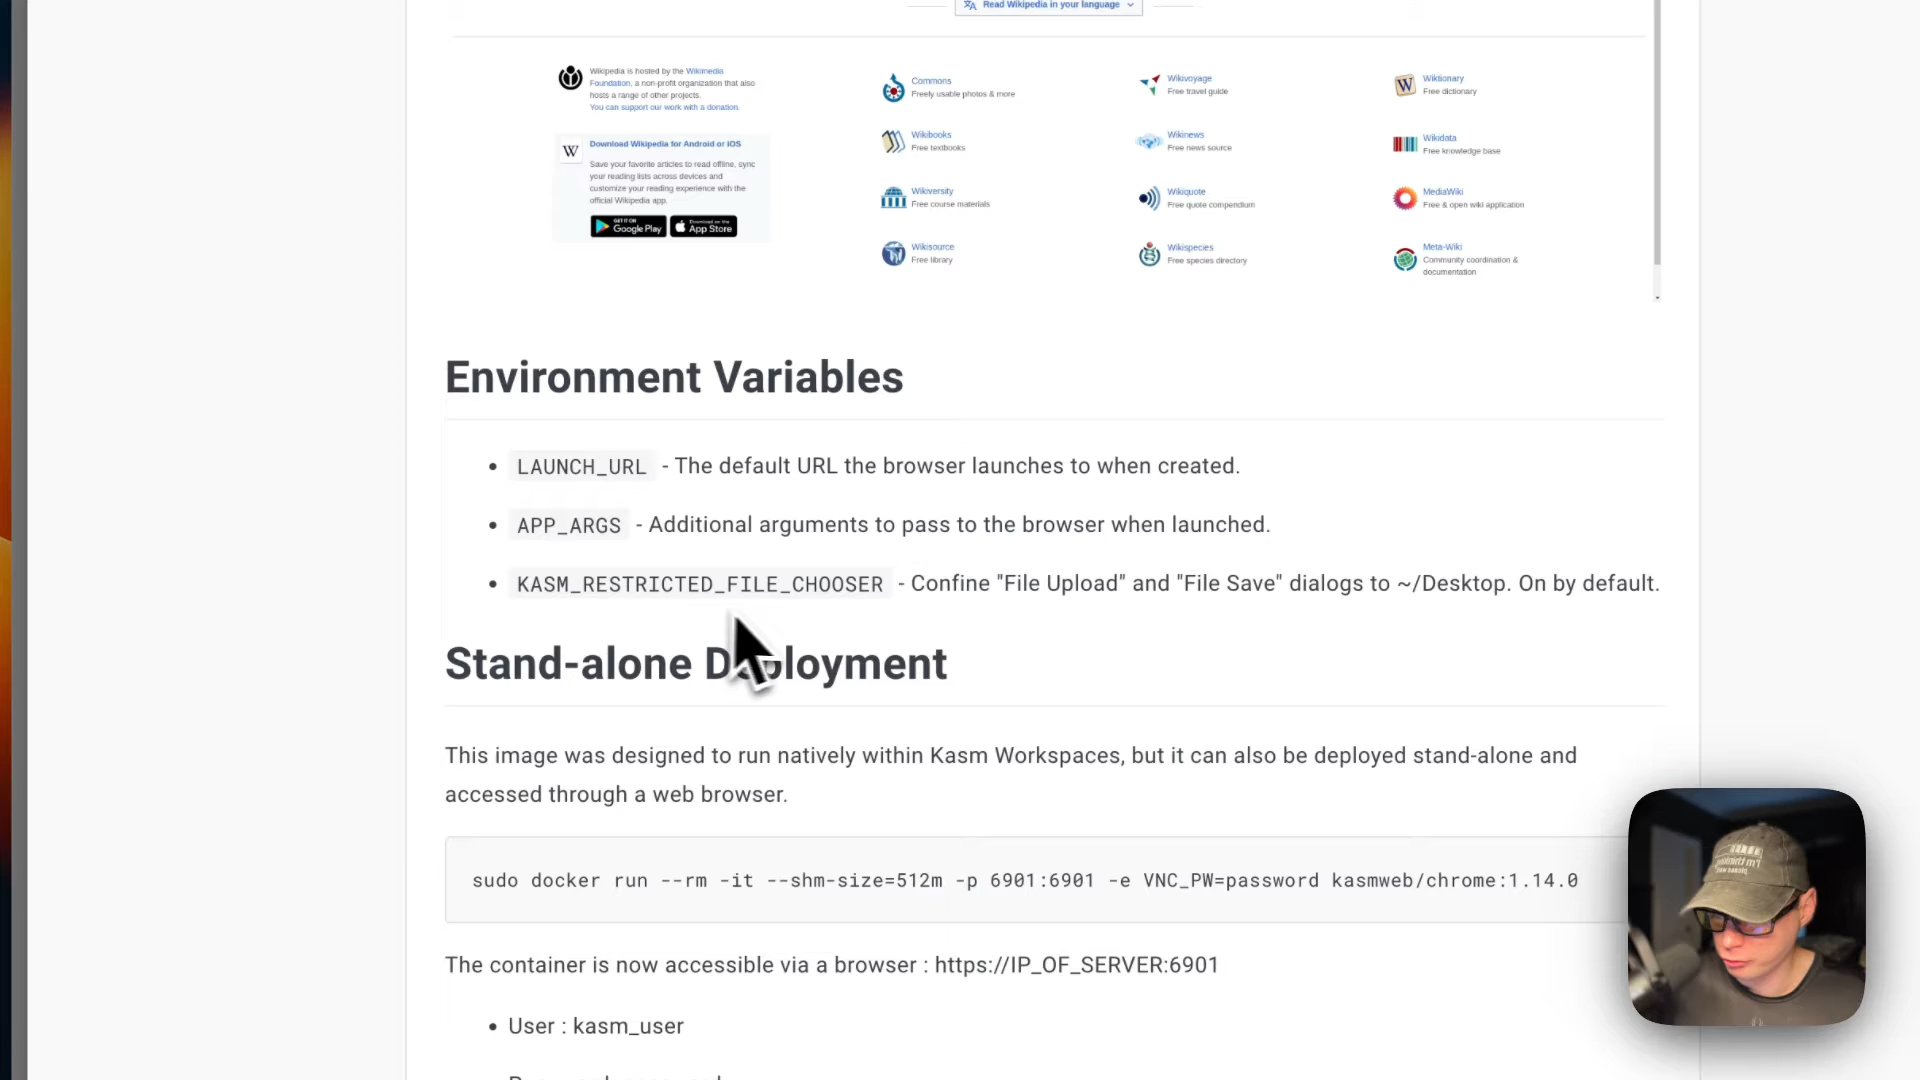 Read Wikipedia in your language
Wikipedia is hosted by the Wikimedia
Foundation, a non-profit organization that also
hosts a range of other projects.
You can support our work with a donation.
Download Wikipedia for Android or iOS
Save your favorite articles to read offline, sync
your reading lists across devices and
customize your reading experience with the
official Wikipedia app.
GET IT ON
Google Play
Download on the
App Store
Commons
Freely usable photos & more
Wikivoyage
Free travel guide
Wiktionary
Free dictionary
Wikibooks
Free textbooks
Wikinews
Free news source
Wikidata
Free knowledge base
Wikiversity
Free course materials
Wikiquote
Free quote compendium
MediaWiki
Free & open wiki application
Wikisource
Free library
Wikispecies
Free species directory
Meta-Wiki
Community coordination &
documentation
Environment Variables
• LAUNCH_URL - The default URL the browser launches to when created.
• APP_ARGS - Additional arguments to pass to the browser when launched.
• KASM_RESTRICTED_FILE_CHOOSER - Confine "File Upload" and "File Save" dialogs to ~/Desktop. On by default.
Stand-alone Deployment
This image was designed to run natively within Kasm Workspaces, but it can also be deployed stand-alone and
accessed through a web browser.
sudo docker run --rm -it --shm-size=512m -p 6901:6901 -e VNC_PW=password kasmweb/chrome:1.14.0
The container is now accessible via a browser : https://IP_OF_SERVER:6901
• User : kasm_user